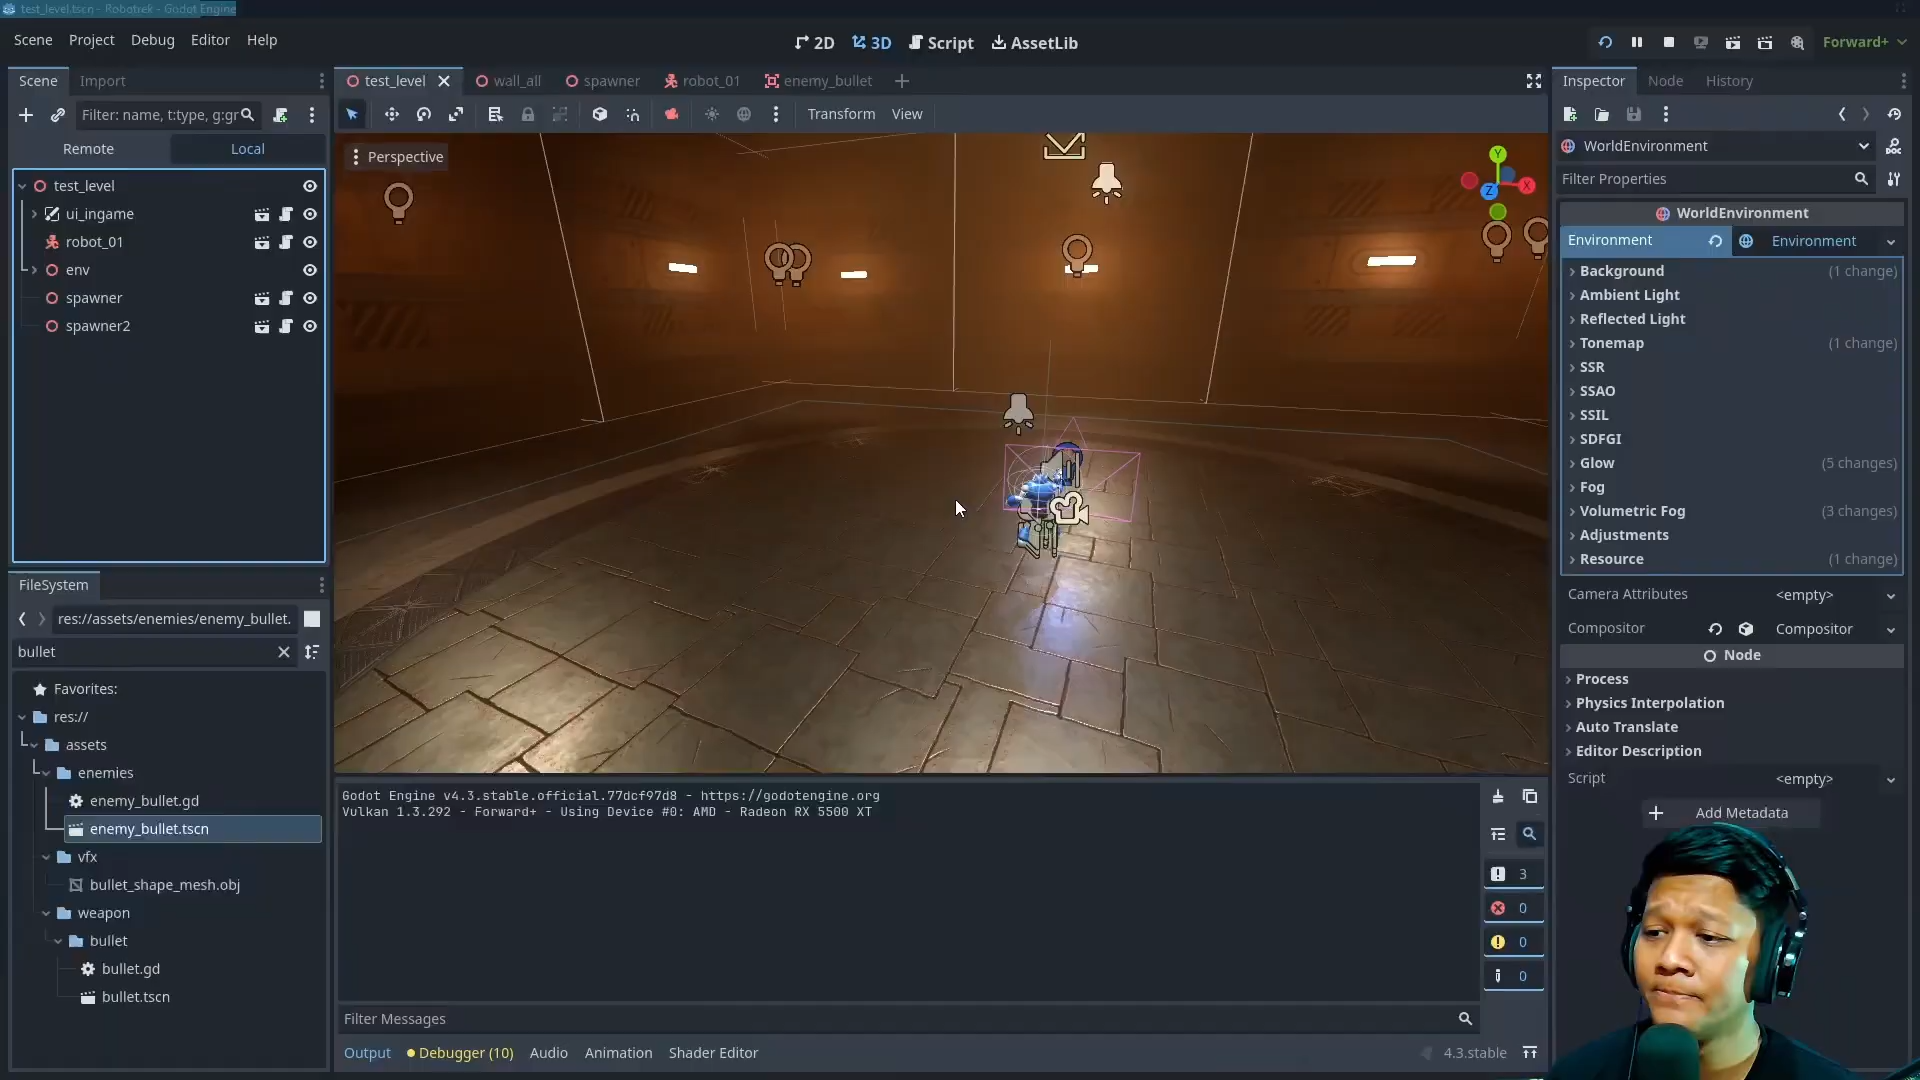 test_level.tscn - Robotrek - Godot Engine
Scene Project Debug Editor Help
2D 3D Script AssetLib
Forward+
Scene Import
test_level wall_all spawner robot_01 enemy_bullet
Inspector Node History
Filter: name, t:type, g:gr
Transform View
Remote Local
Perspective
Y
X
Z
WorldEnvironment
Filter Properties
test_level
ui_ingame
robot_01
env
spawner
spawner2
WorldEnvironment
Environment Environment
Background (1 change)
Ambient Light
Reflected Light
Tonemap (1 change)
SSR
SSAO
SSIL
SDFGI
Glow (5 changes)
Fog
Volumetric Fog (3 changes)
Adjustments
Resource (1 change)
Camera Attributes <empty>
Compositor Compositor
Node
Process
Physics Interpolation
Auto Translate
Editor Description
Script <empty>
Add Metadata
FileSystem
res://assets/enemies/enemy_bullet.
bullet
Favorites:
res://
assets
enemies
enemy_bullet.gd
enemy_bullet.tscn
vfx
bullet_shape_mesh.obj
weapon
bullet
bullet.gd
bullet.tscn
Godot Engine v4.3.stable.official.77dcf97d8 - https://godotengine.org
Vulkan 1.3.292 - Forward+ - Using Device #0: AMD - Radeon RX 5500 XT
3
0
0
0
Filter Messages
Output Debugger (10) Audio Animation Shader Editor
4.3.stable